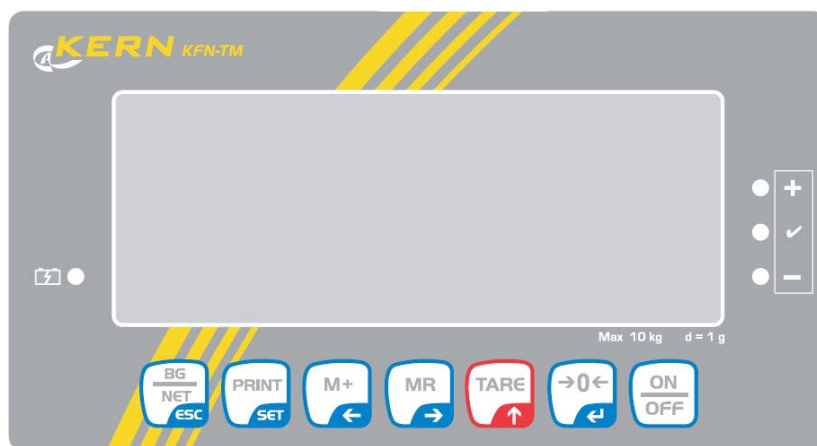 KERN KFN-TM
+
✔
−
Max 10 kg d = 1 g
BG
NET
ESC
PRINT
SET
M+
←
MR
→
TARE
↑
→0←
↵
ON
OFF